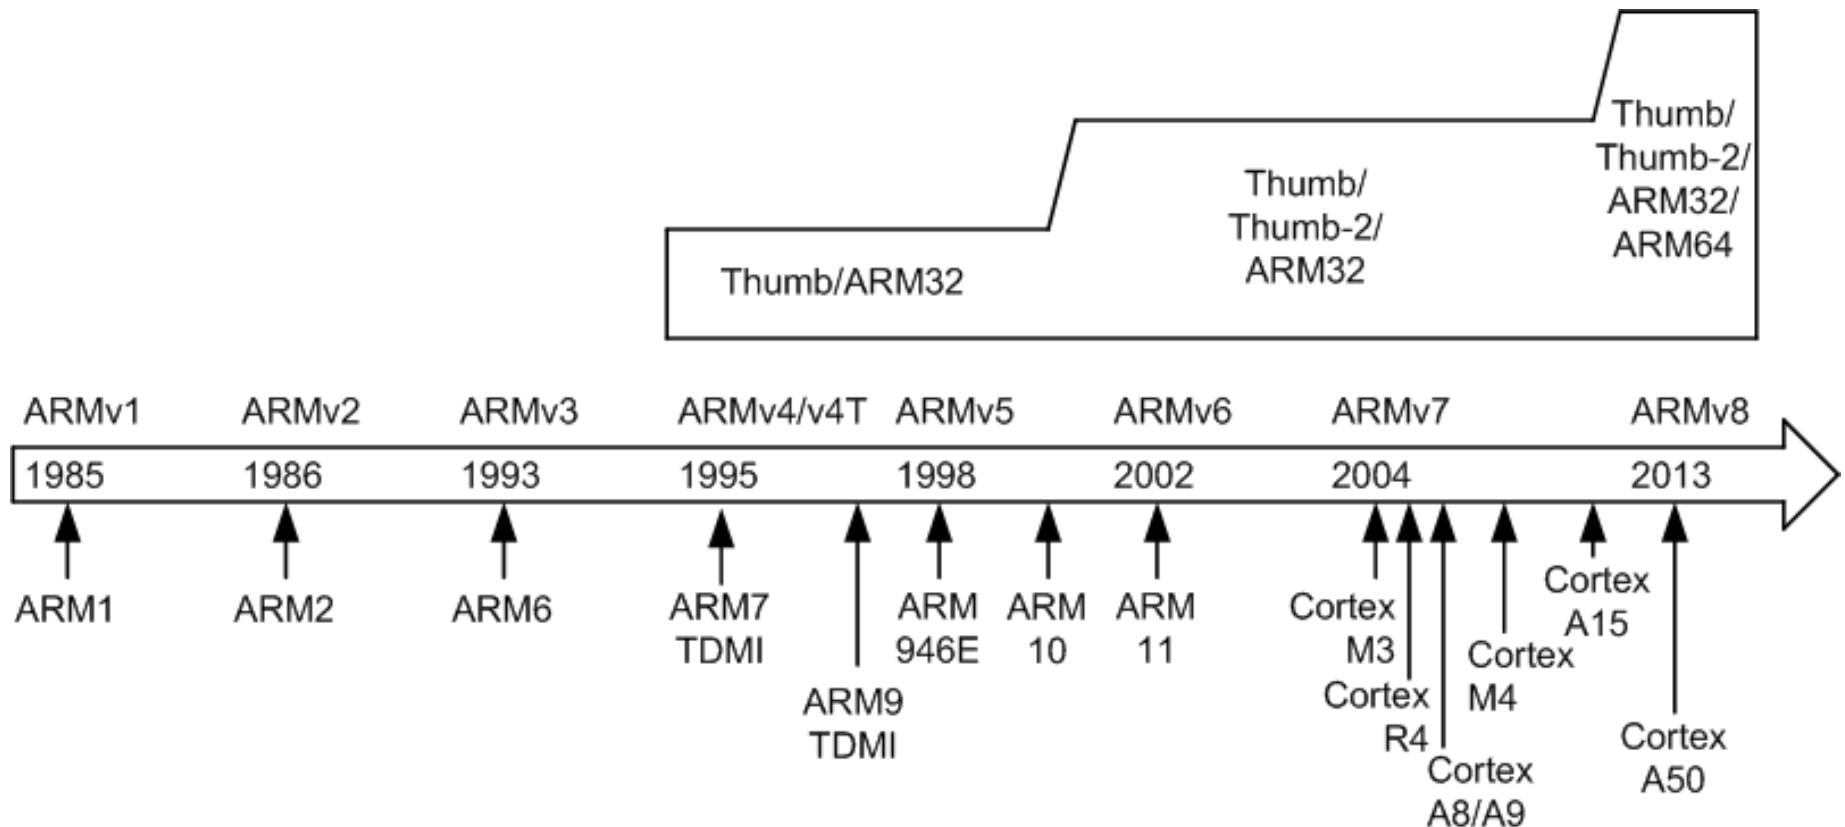 Thumb/
Thumb-2/
ARM32/
ARM64
Thumb/
Thumb-2/
ARM32
Thumb/ARM32
ARMv1
ARMv2
ARMv3
ARMv4/v4T
ARMv5
ARMv6
ARMv7
ARMv8
1985
1986
1993
1995
1998
2002
2004
2013
ARM1
ARM2
ARM6
ARM7
TDMI
ARM9
TDMI
ARM
946E
ARM
10
ARM
11
Cortex
M3
Cortex
R4
Cortex
A8/A9
Cortex
M4
Cortex
A15
Cortex
A50